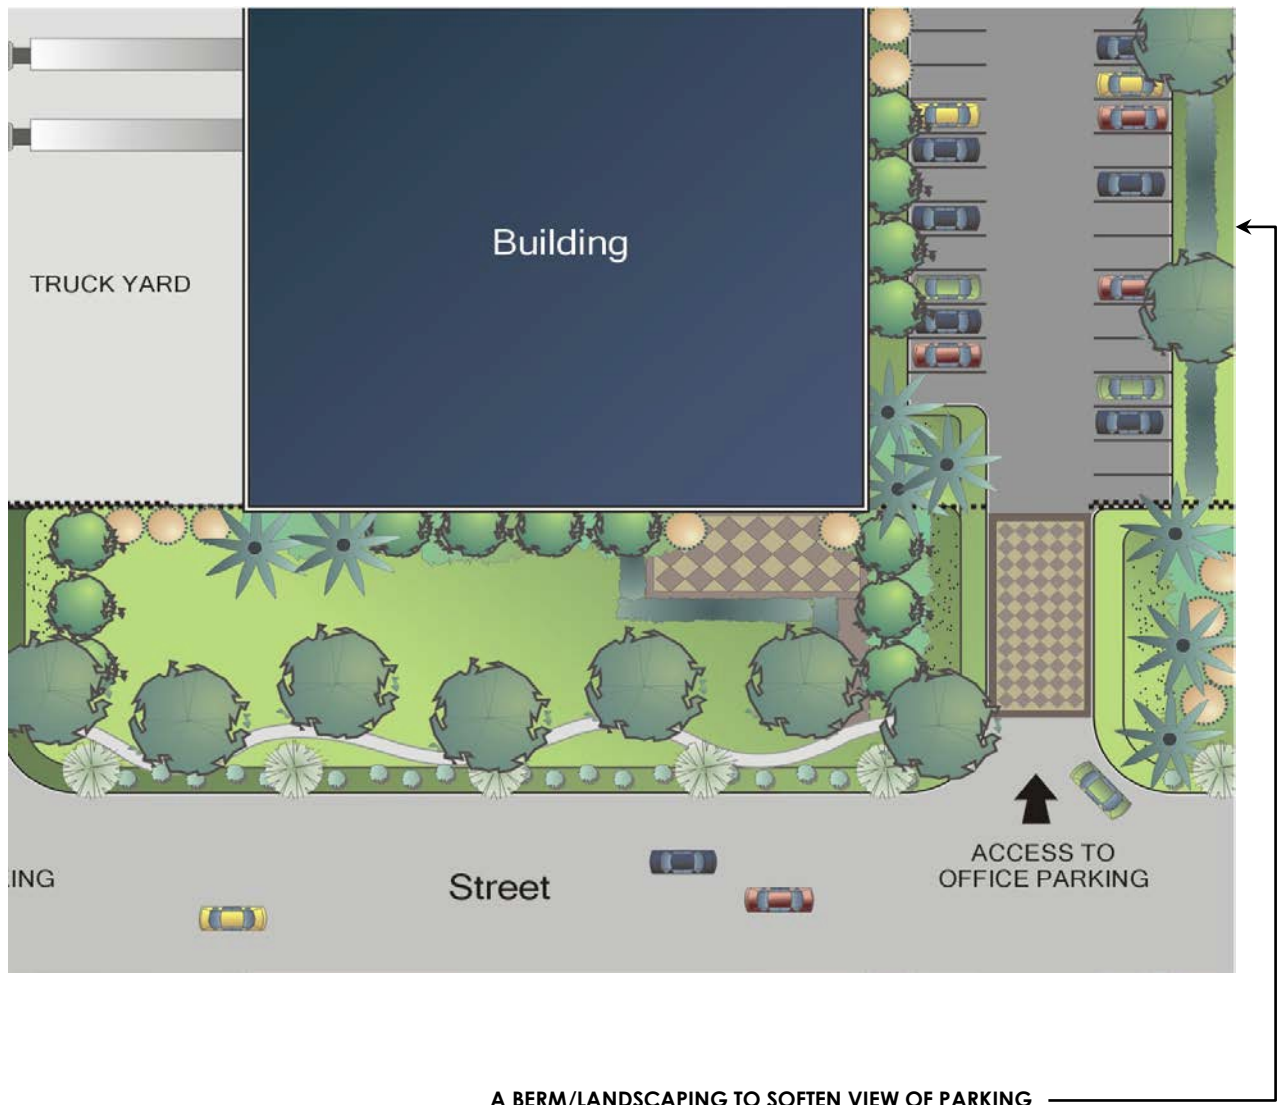 Building
TRUCK YARD
ACCESS TO
OFFICE PARKING
.ING
Street
A BERM/LANDSCAPING TO SOFTEN VIEW OF PARKING